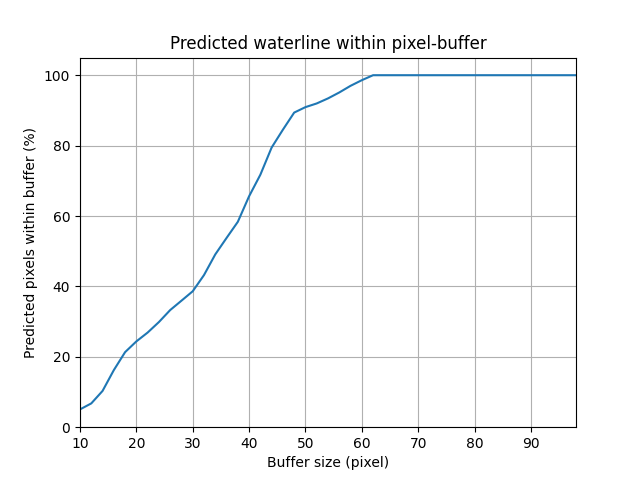 Predicted waterline within pixel-buffer
100
80
60
40
20
0
Predicted pixels within buffer (%)
10 20 30 40 50 60 70 80 90
Buffer size (pixel)